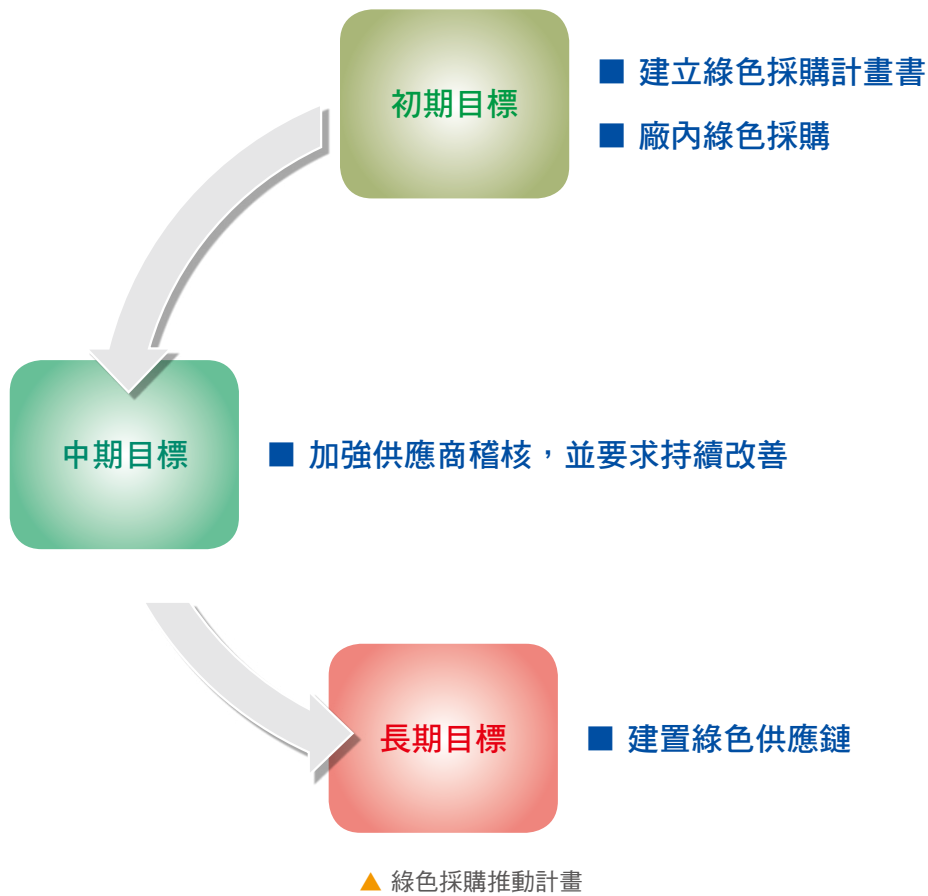 初期目標
■ 建立綠色採購計畫書
■ 廠內綠色採購
中期目標
■ 加強供應商稽核，並要求持續改善
長期目標
■ 建置綠色供應鏈
▲ 綠色採購推動計畫